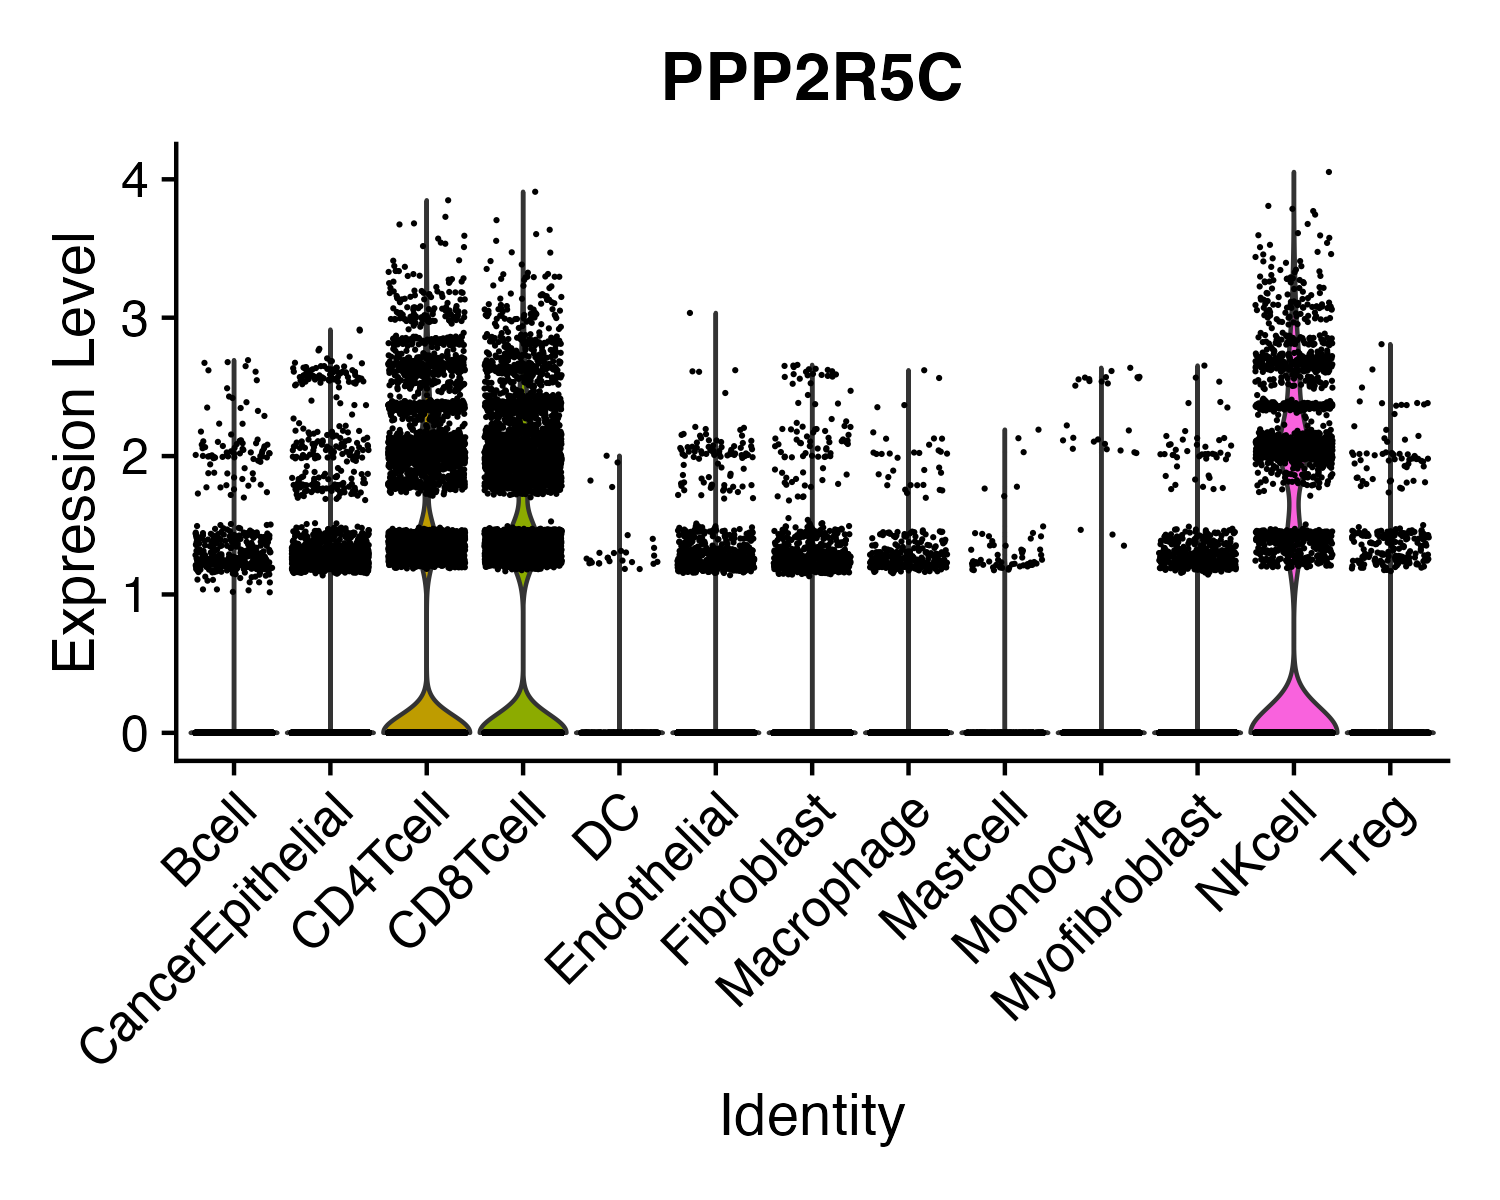 PPP2R5C
Expression Level
4
3
2
1
0
Bcell
CancerEpithelial
CD4Tcell
CD8Tcell
DC
Endothelial
Fibroblast
Macrophage
Mastcell
Monocyte
Myofibroblast
NKcell
Treg
Identity